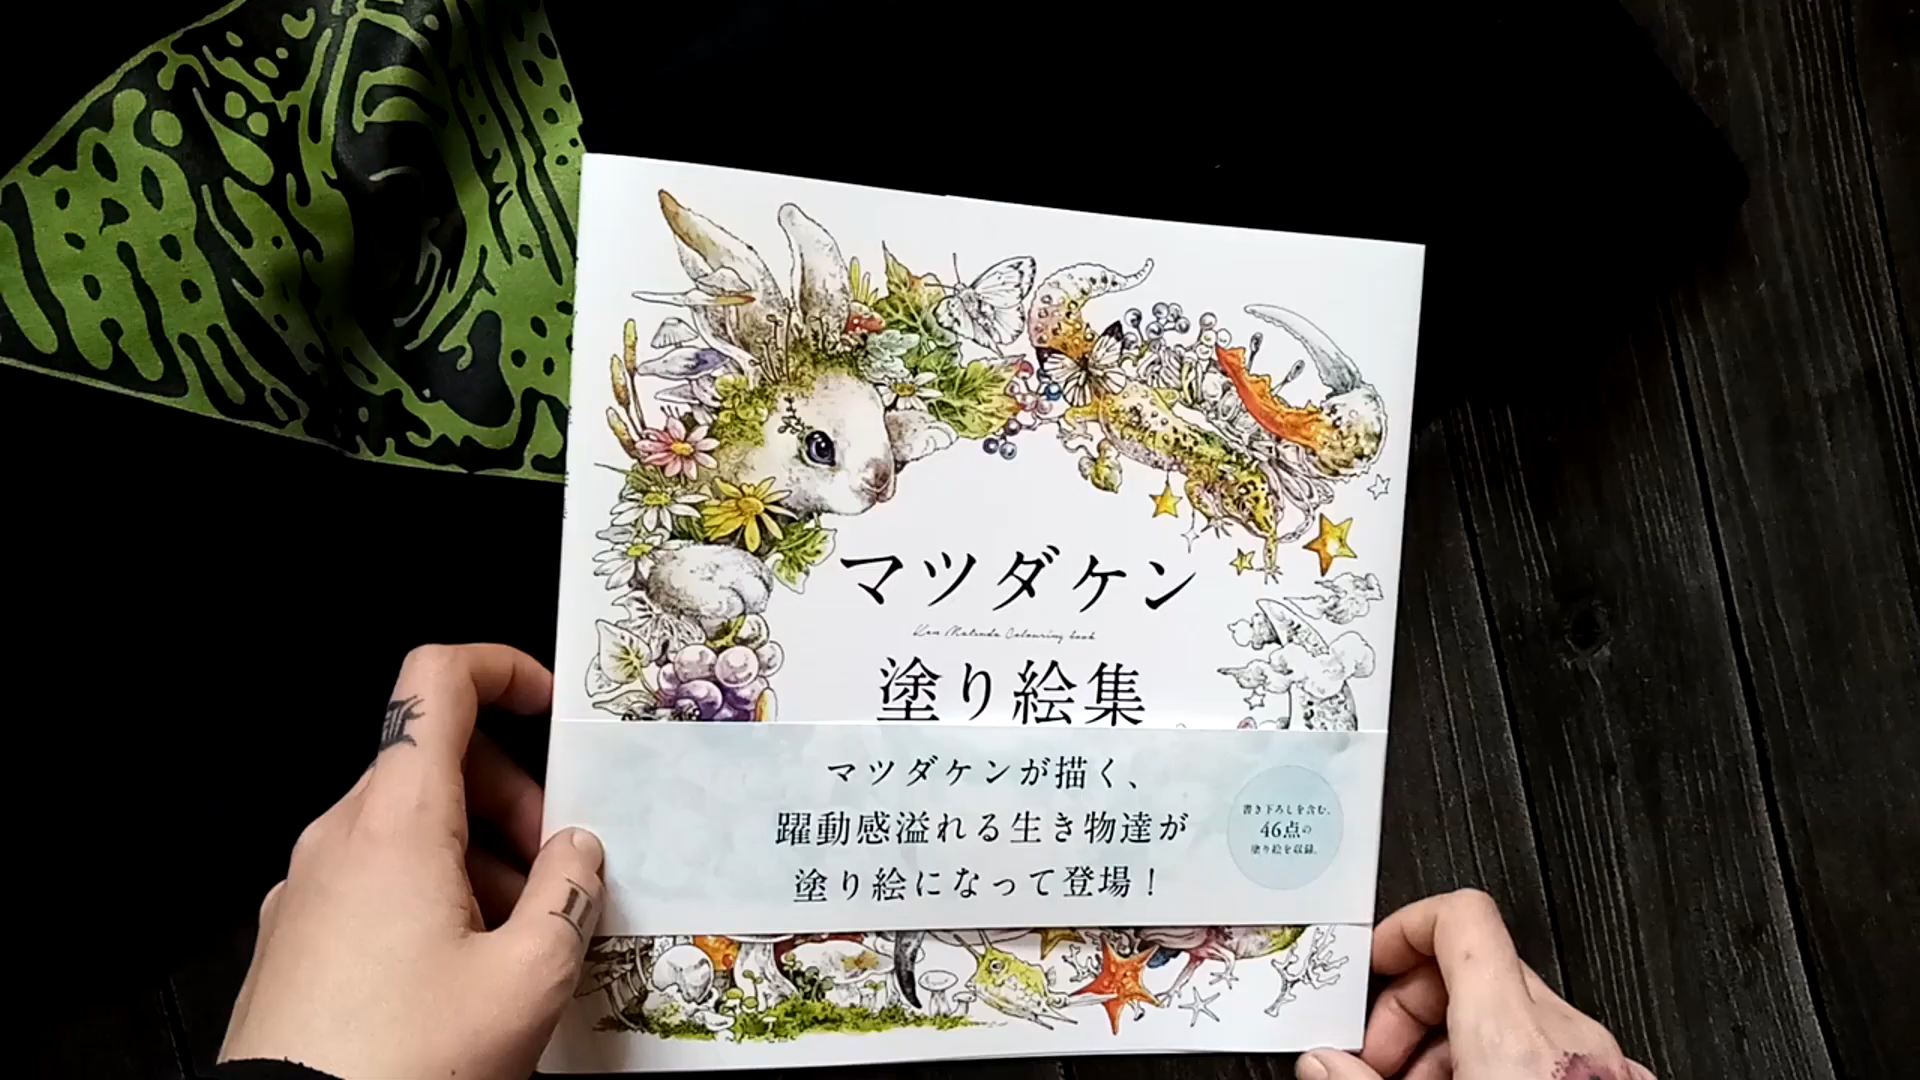 マツダケン
Ken Matsuda Colouring book
塗り絵集
マツダケンが描く、
躍動感溢れる生き物達が
塗り絵になって登場！
書き下ろしを含む、
46点の
塗り絵を収録。